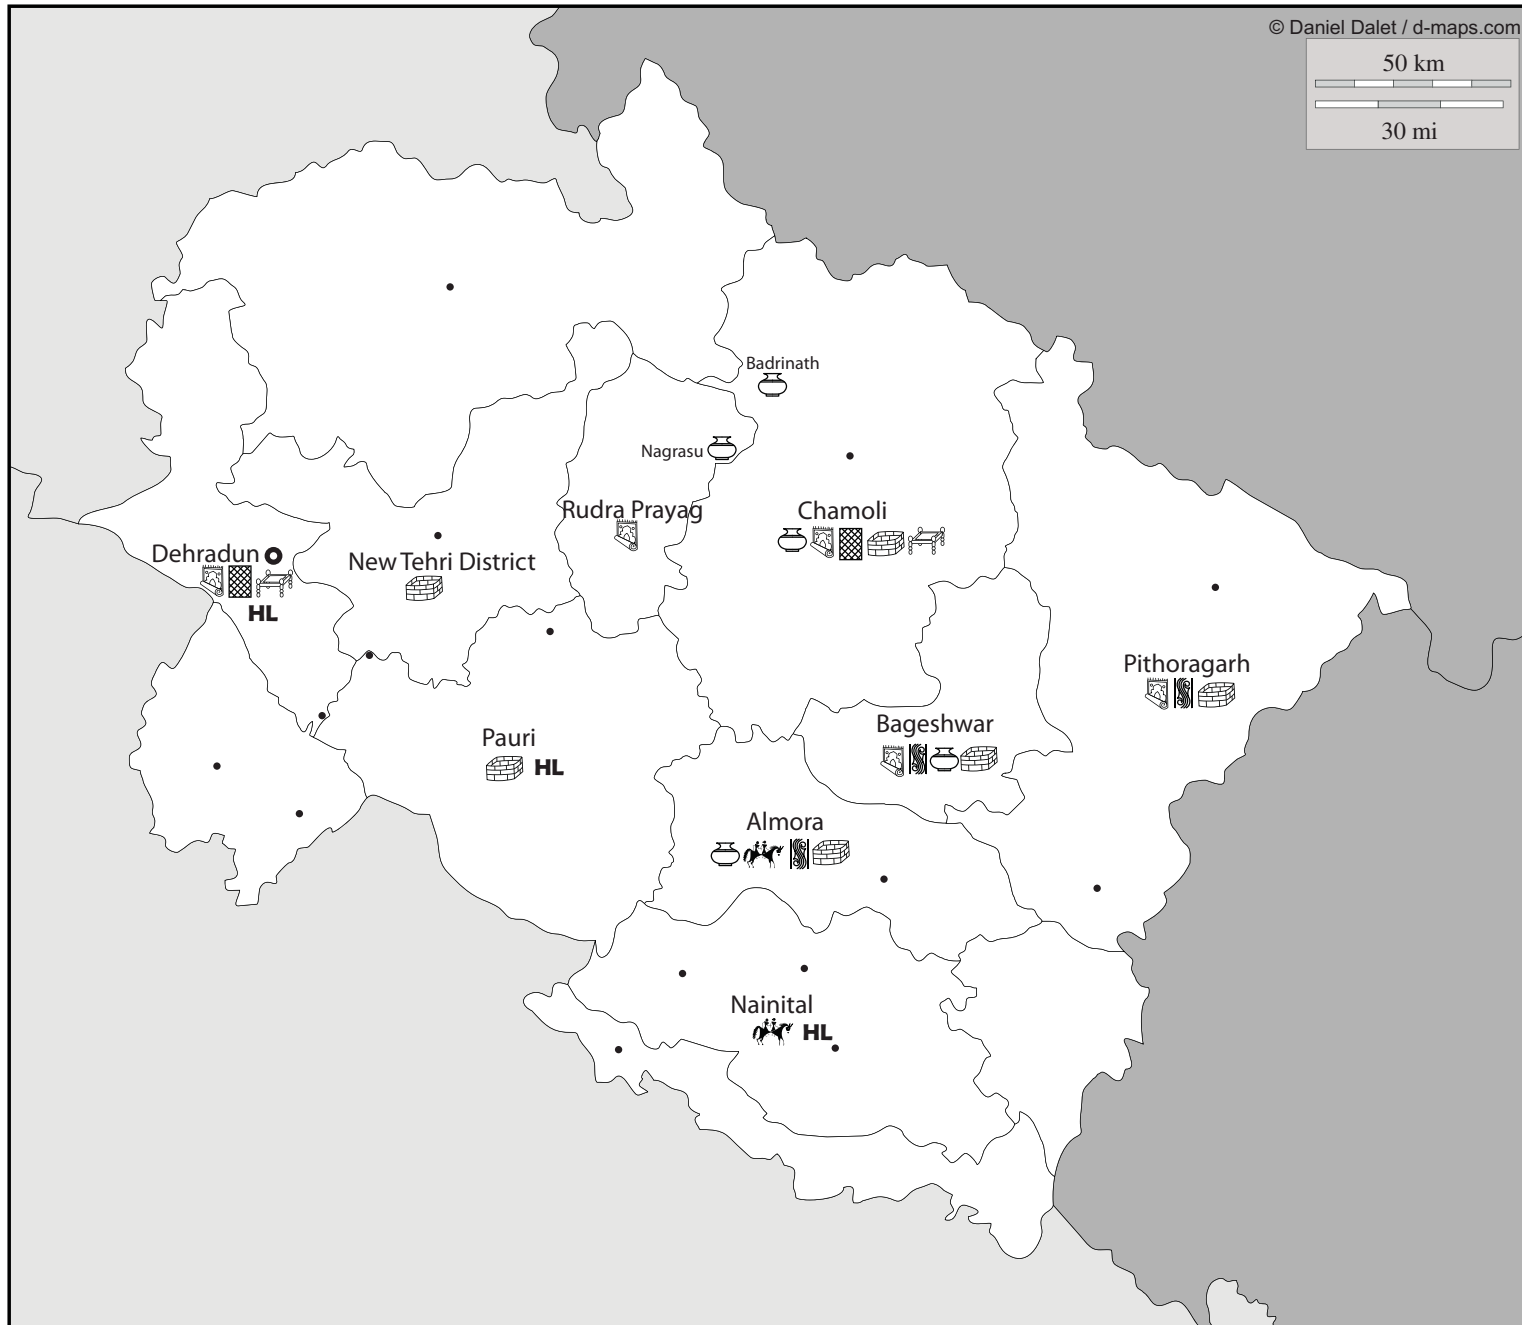 © Daniel Dalet / d-maps.com
50 km
30 mi
Badrinath
Nagrasu
Rudra Prayag
Chamoli
Dehradun
New Tehri District
HL
Pithoragarh
Bageshwar
Pauri
HL
Almora
Nainital
HL